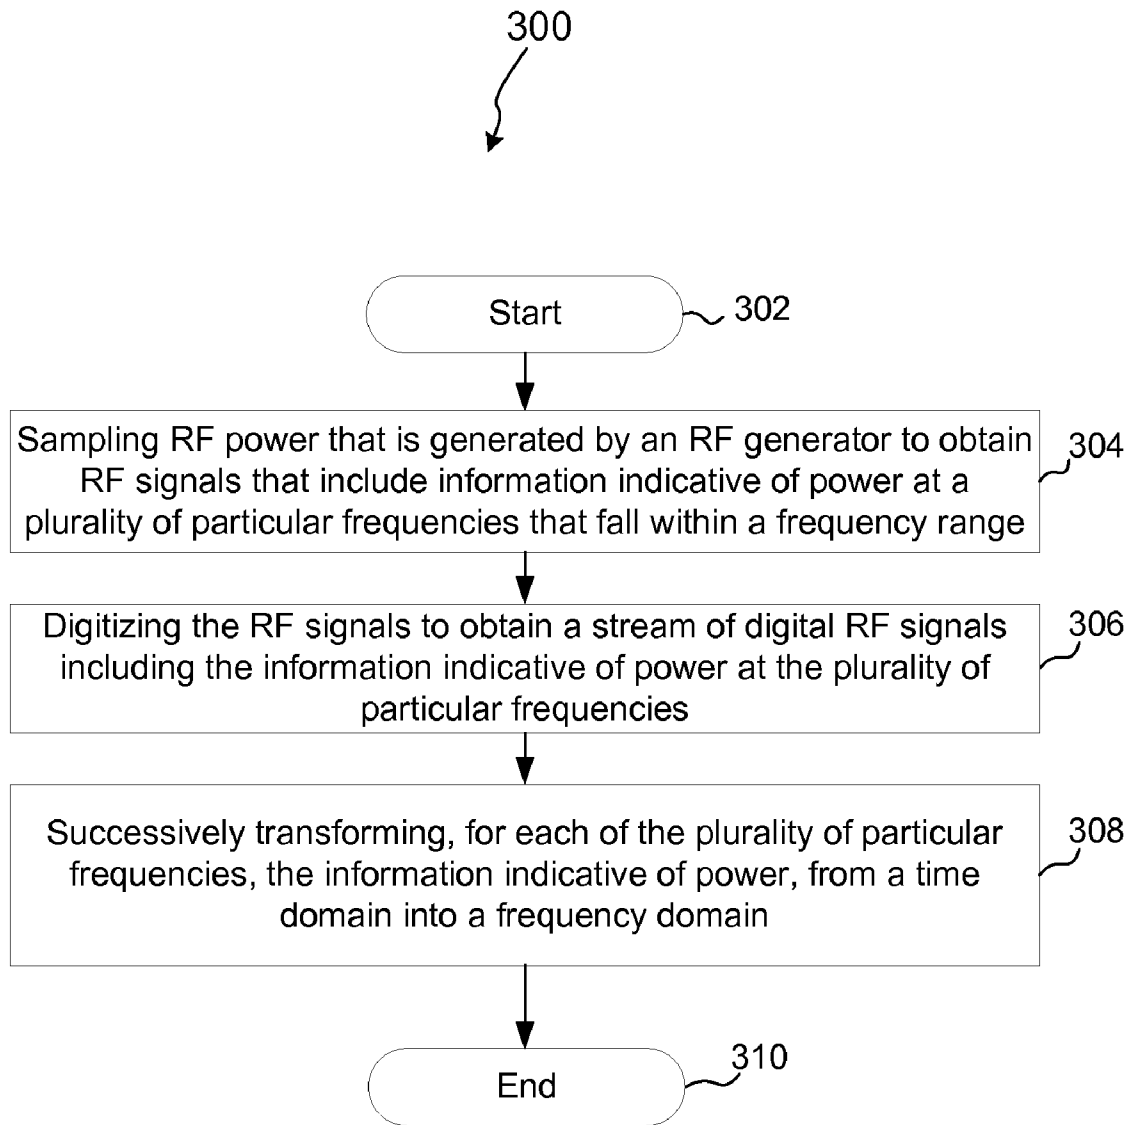 300
Start
302
Sampling RF power that is generated by an RF generator to obtain
RF signals that include information indicative of power at a
plurality of particular frequencies that fall within a frequency range
304
Digitizing the RF signals to obtain a stream of digital RF signals
including the information indicative of power at the plurality of
particular frequencies
306
Successively transforming, for each of the plurality of particular
frequencies, the information indicative of power, from a time
domain into a frequency domain
308
End
310